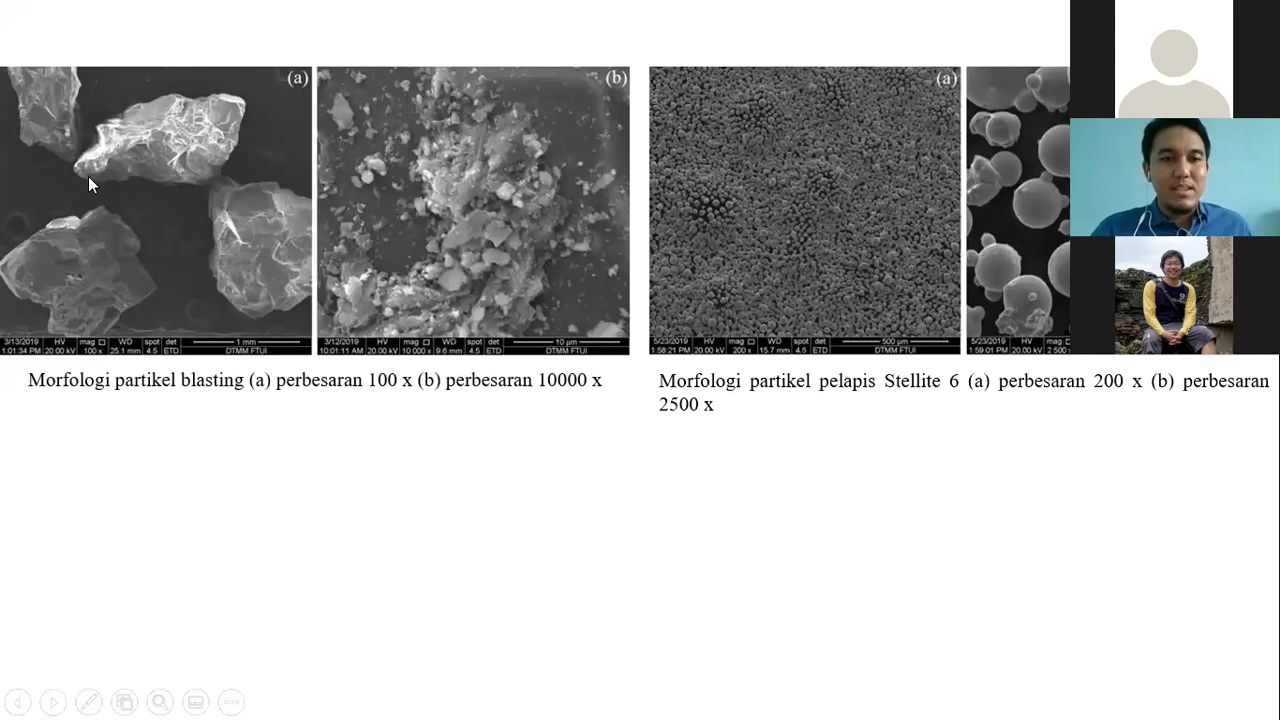 (a)
(b)
(a)
3/13/2019 HV mag WD spot det 1 mm
1:01:34 PM 20.00 kV 100 x 25.1 mm 4.5 ETD DTMM FTUI
3/12/2019 HV mag WD spot det 10 µm
10:01:11 AM 20.00 kV 10 000 x 9.6 mm 4.5 ETD DTMM FTUI
5/23/2019 HV mag WD spot det 500 µm
1:58:21 PM 20.00 kV 200 x 15.7 mm 4.5 ETD DTMM FTUI
5/23/2019 HV mag
1:59:01 PM 20.00 kV 2 500
Morfologi partikel blasting (a) perbesaran 100 x (b) perbesaran 10000 x
Morfologi partikel pelapis Stellite 6 (a) perbesaran 200 x (b) perbesaran
2500 x